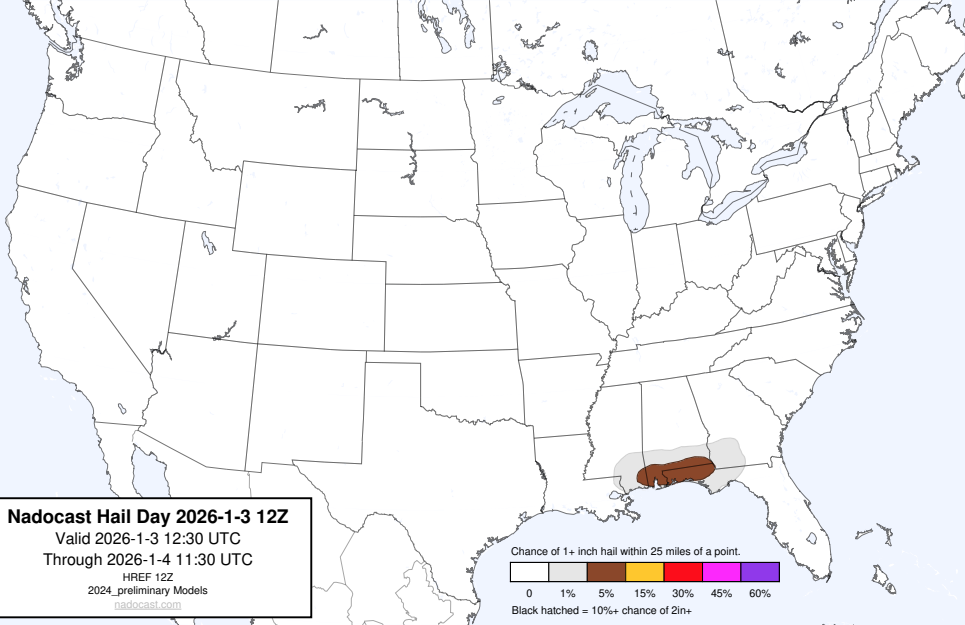 Nadocast Hail Day 2026-1-3 12Z
Valid 2026-1-3 12:30 UTC
Through 2026-1-4 11:30 UTC
HREF 12Z
2024_preliminary Models
nadocast.com
Chance of 1+ inch hail within 25 miles of a point.
0 1% 5% 15% 30% 45% 60%
Black hatched = 10%+ chance of 2in+